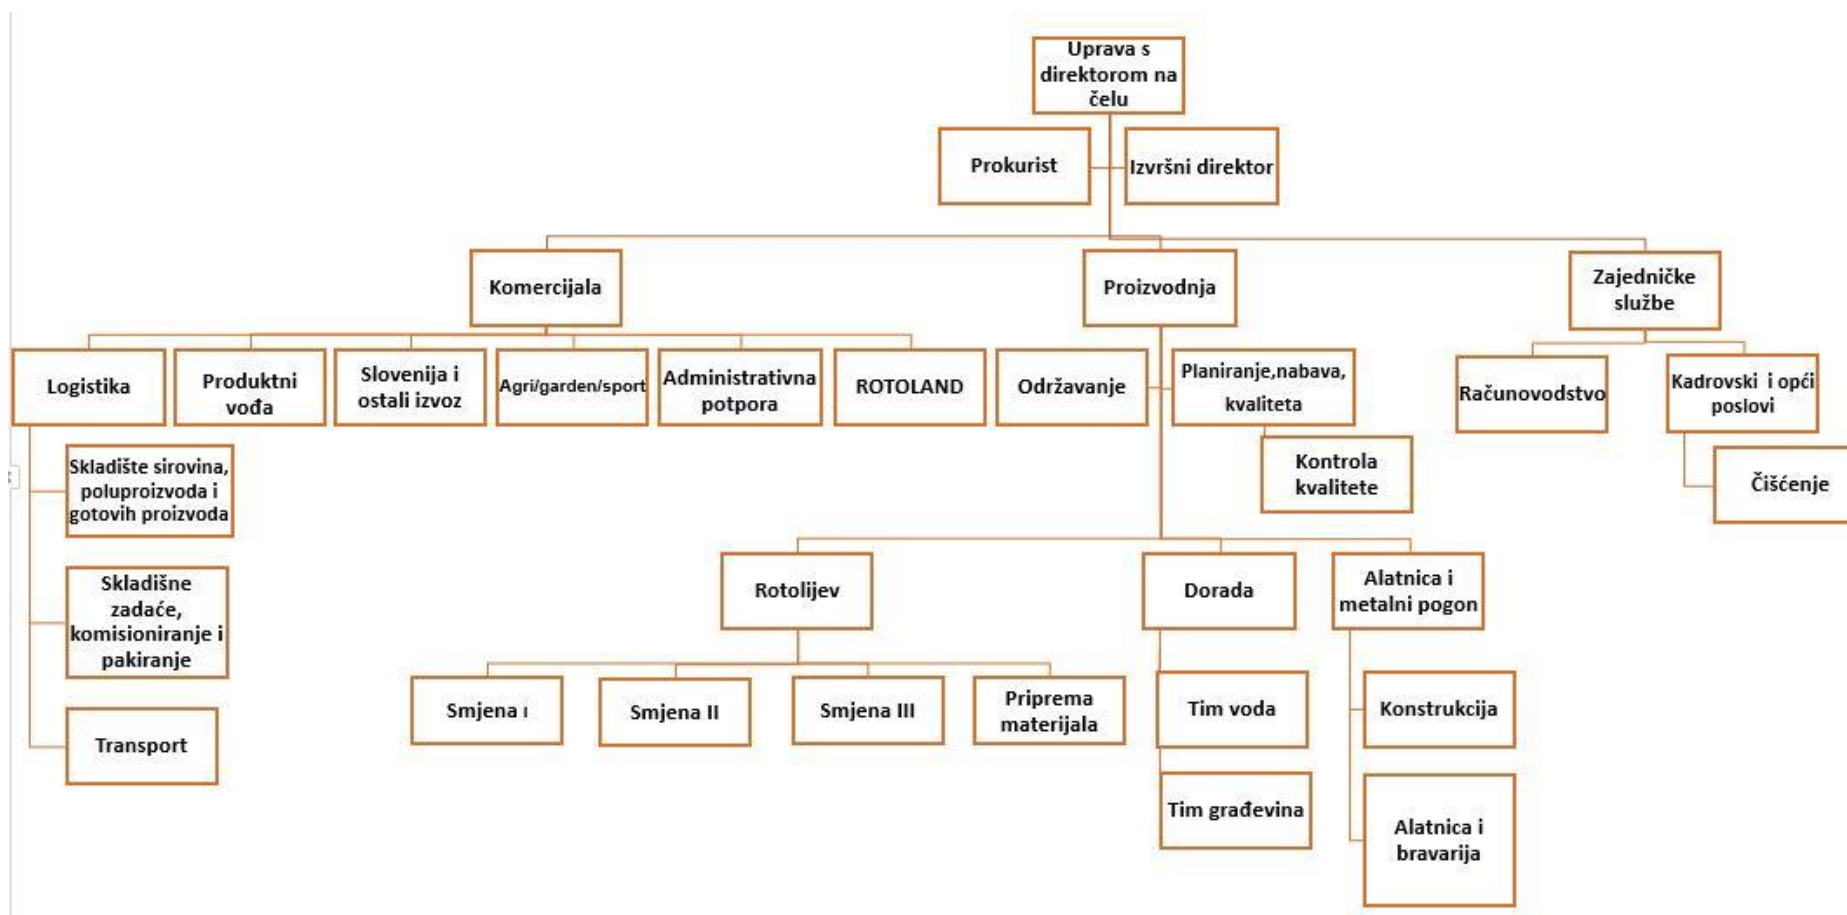 Uprava s
direktorom na
čelu
Prokurist
Izvršni direktor
Komercijala
Proizvodnja
Zajedničke
službe
Logistika
Produktni
vođa
Slovenija i
ostali izvoz
Agri/garden/sport
Administrativna
potpora
ROTOLAND
Održavanje
Planiranje,nabava,
kvaliteta
Računovodstvo
Kadrovski i opći
poslovi
Skladište sirovina,
poluproizvoda i
gotovih proizvoda
Kontrola
kvalitete
Čišćenje
Skladišne
zadaće,
komisioniranje i
pakiranje
Rotolijev
Dorada
Alatnica i
metalni pogon
Transport
Smjena I
Smjena II
Smjena III
Priprema
materijala
Tim voda
Konstrukcija
Tim građevina
Alatnica i
bravarija